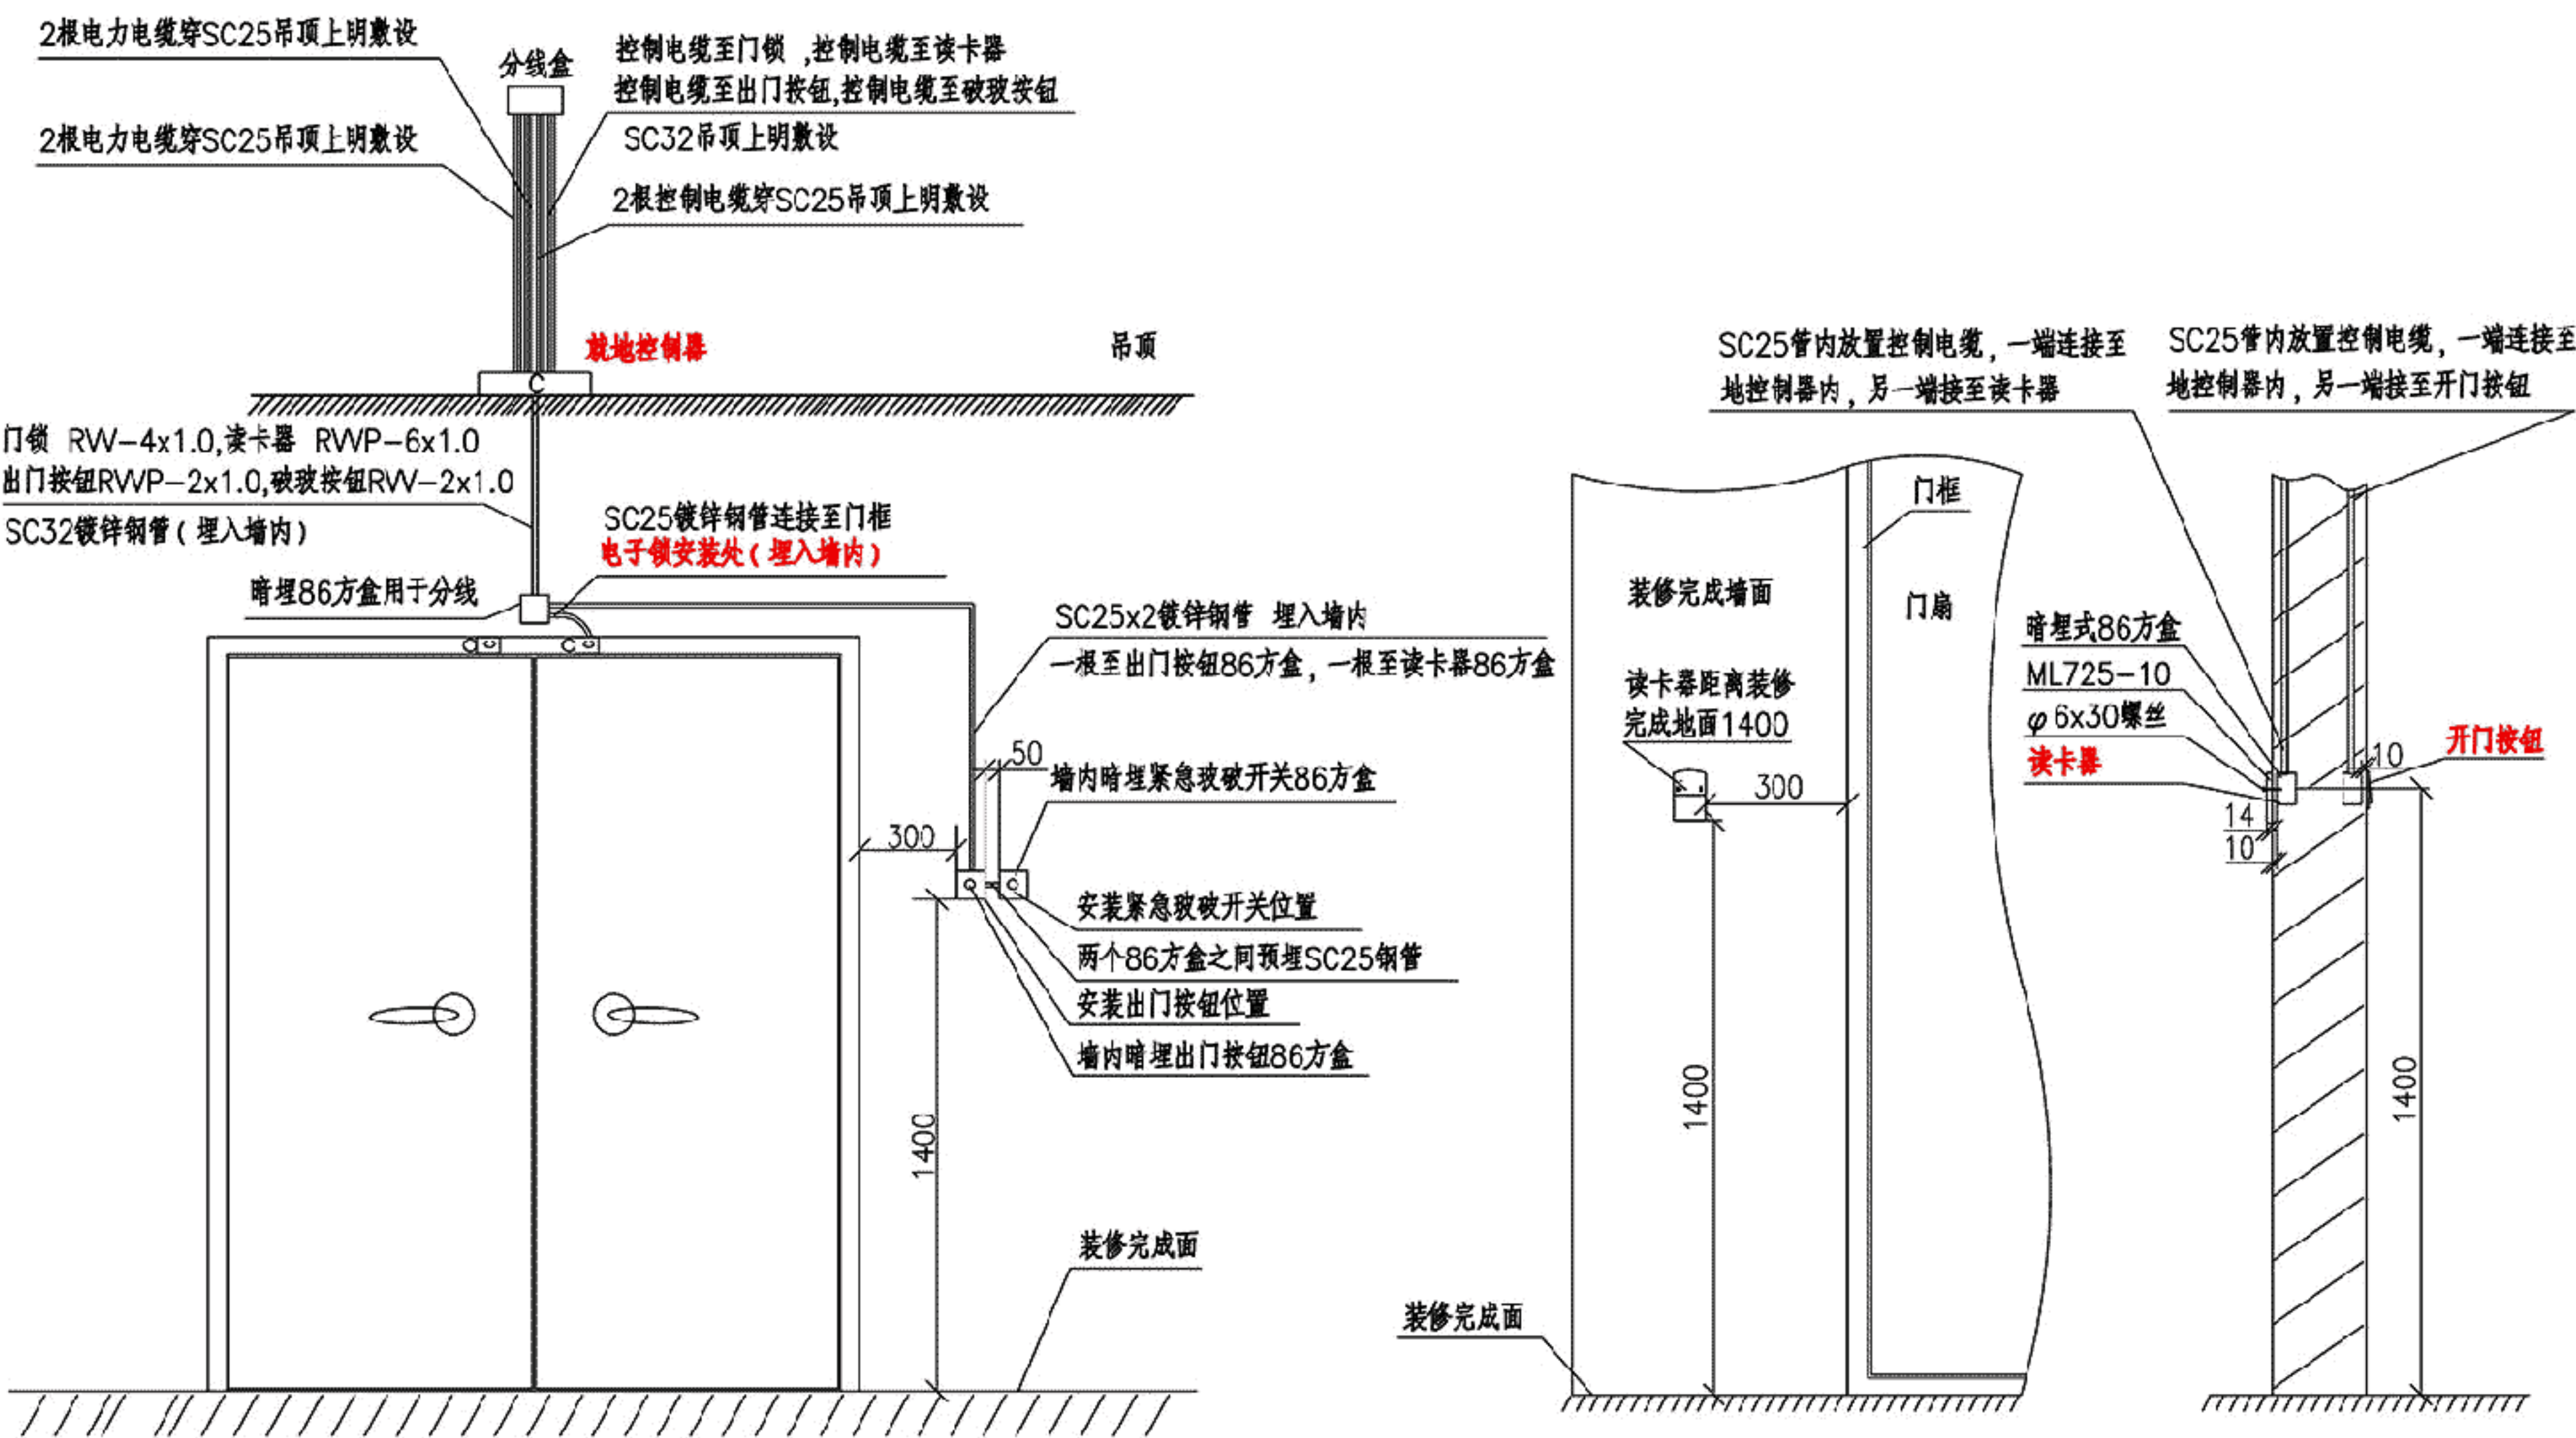 2根电力电缆穿SC25吊顶上明敷设
2根电力电缆穿SC25吊顶上明敷设
分线盒
控制电缆至门锁 ,控制电缆至读卡器
控制电缆至出门按钮,控制电缆至破玻按钮
SC32吊顶上明敷设
2根控制电缆穿SC25吊顶上明敷设
就地控制器
吊顶
C
门锁 RVV-4x1.0,读卡器 RVVP-6x1.0
出门按钮RVVP-2x1.0,破玻按钮RVV-2x1.0
SC32镀锌钢管(埋入墙内)
SC25镀锌钢管连接至门框
电子锁安装处(埋入墙内)
暗埋86方盒用于分线
SC25x2镀锌钢管 埋入墙内
一根至出门按钮86方盒,一根至读卡器86方盒
50
墙内暗埋紧急玻破开关86方盒
300
安装紧急玻破开关位置
两个86方盒之间预埋SC25钢管
安装出门按钮位置
墙内暗埋出门按钮86方盒
1400
装修完成面
门框
装修完成墙面
门扇
读卡器距离装修
完成地面1400
300
1400
装修完成面
SC25管内放置控制电缆,一端连接至
地控制器内,另一端接至读卡器
SC25管内放置控制电缆,一端连接至
地控制器内,另一端接至开门按钮
暗埋式86方盒
ML725-10
φ6x30螺丝
读卡器
10
开门按钮
14
10
1400